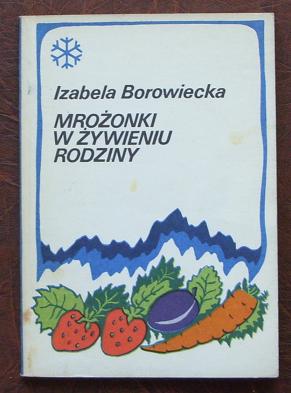 Izabela Borowiecka
MROŻONKI
W ŻYWIENIU
RODZINY